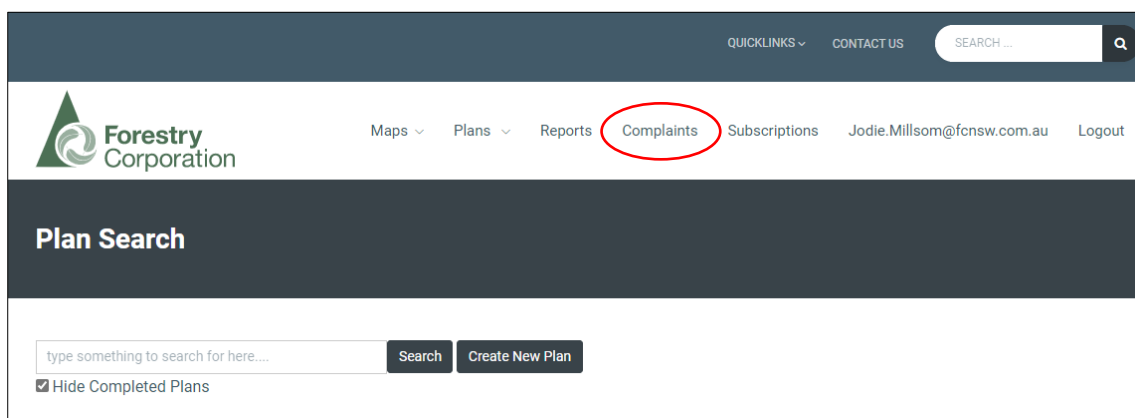 QUICKLINKS CONTACT US SEARCH ...
Forestry
Corporation
Maps Plans Reports Complaints Subscriptions Jodie.Millsom@fcnsw.com.au Logout
Plan Search
type something to search for here.... Search Create New Plan
Hide Completed Plans